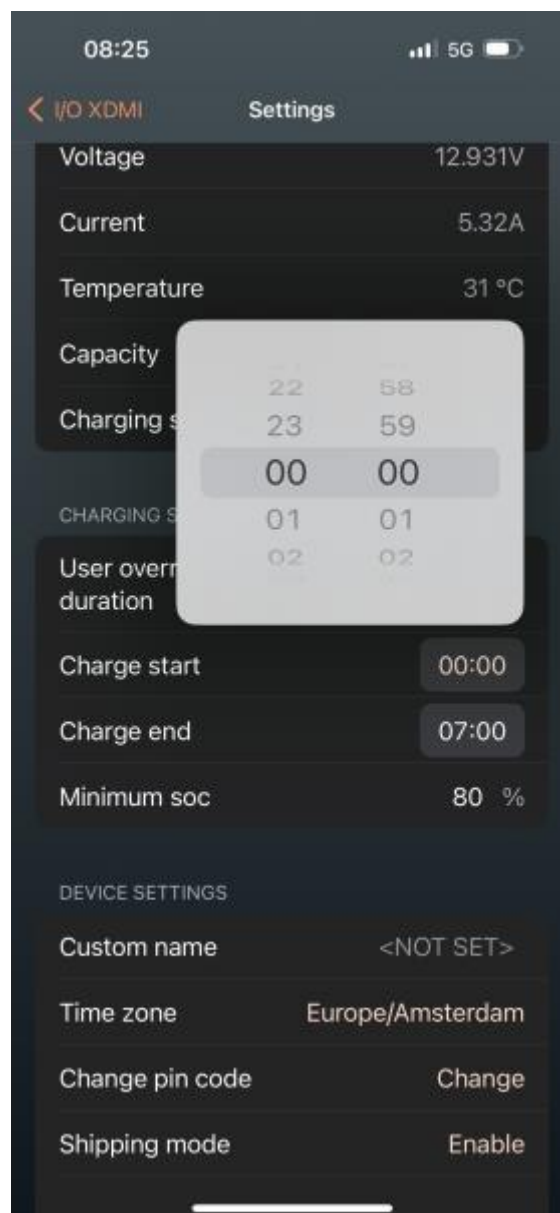 08:25 5G
I/O XDMI Settings
Voltage 12.931V
Current 5.32A
Temperature 31 °C
Capacity
22 58
Charging s
23 59
00 00
CHARGING S
01 01
User overr
02 02
duration
Charge start 00:00
Charge end 07:00
Minimum soc 80 %
DEVICE SETTINGS
Custom name <NOT SET>
Time zone Europe/Amsterdam
Change pin code Change
Shipping mode Enable